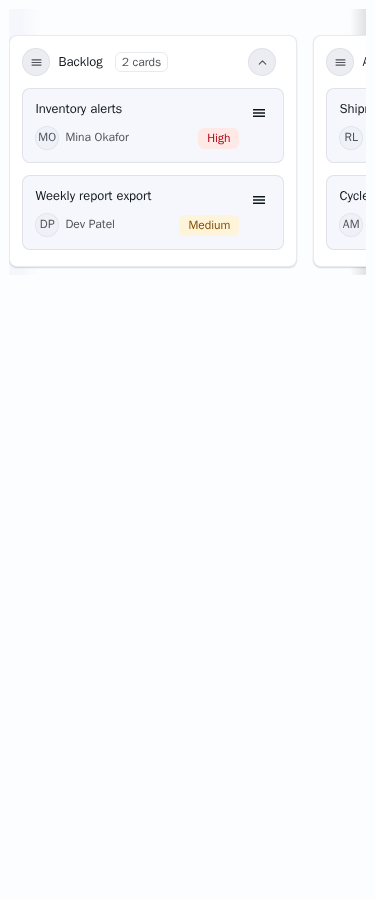 Backlog 2 cards
Inventory alerts
MO Mina Okafor High
Weekly report export
DP Dev Patel Medium
RL
AM